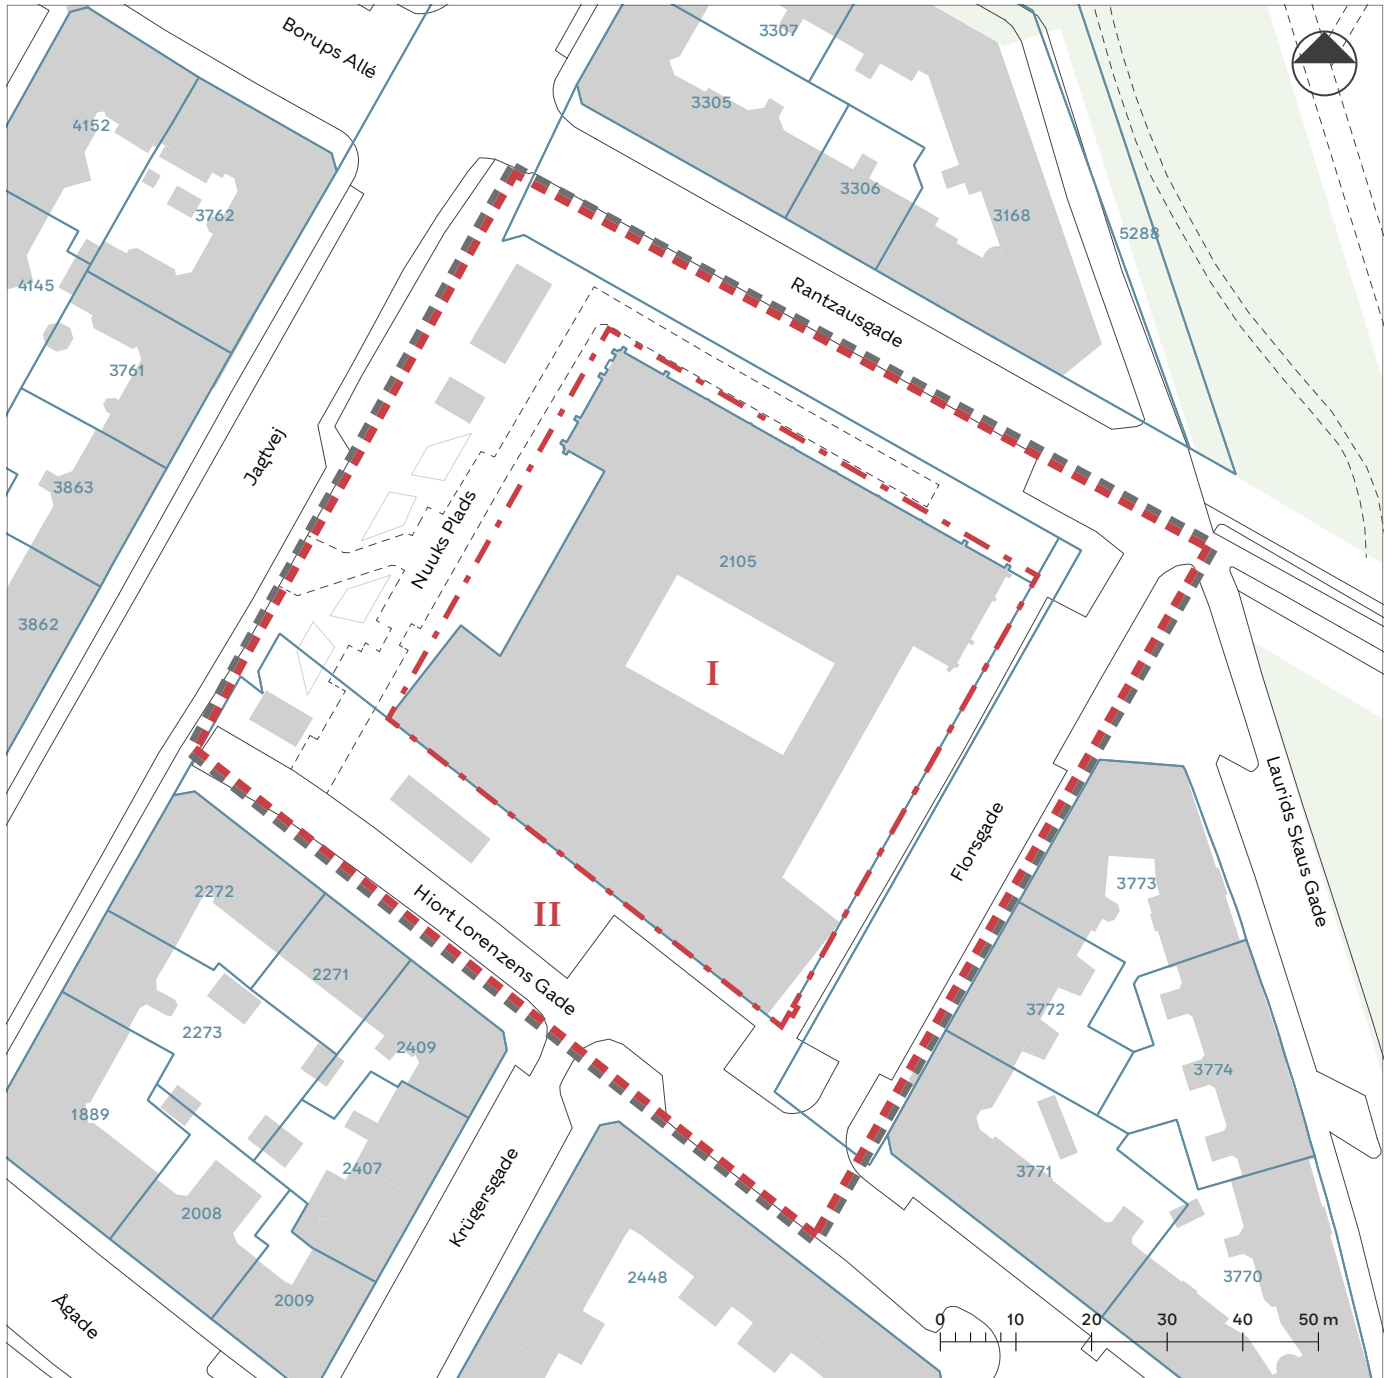 Borups Allé
3307
3305
4152
3306
3762
3168
5288
4145
Rantzausgade
3761
Jagtvej
3863
Nuuks Plads
2105
3862
I
Laurids Skaus Gade
Florsgade
3773
2272
Hiort Lorenzens Gade
II
2271
3772
2273
2409
3774
1889
2407
3771
Krügersgade
2008
2448
3770
2009
Ågade
0 10 20 30 40 50 m